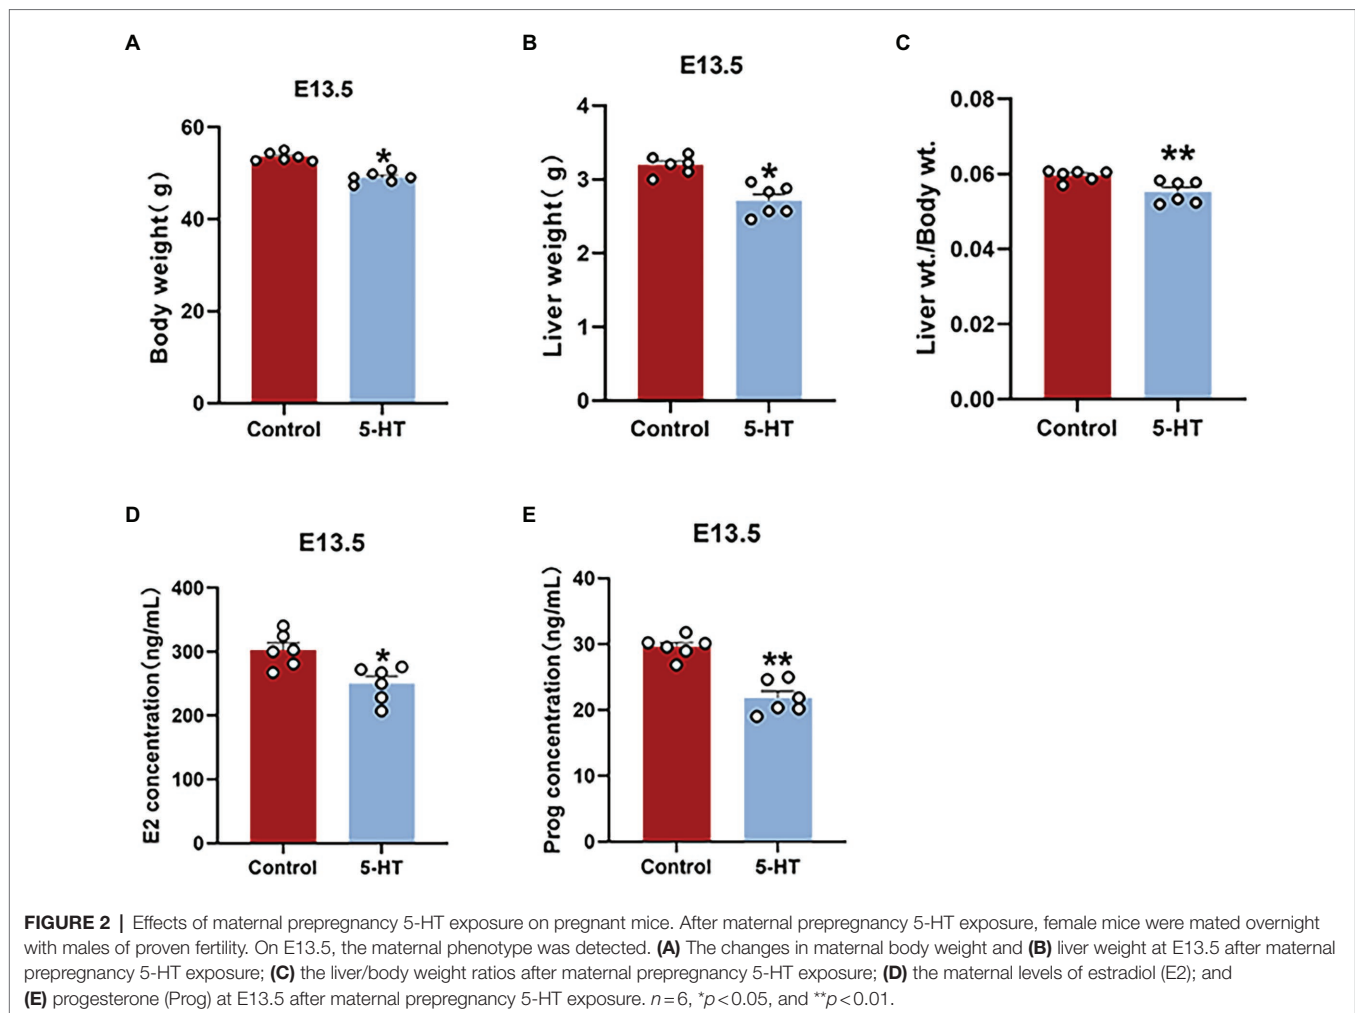 A
E13.5
Body weight( g)
60
40
20
0
*
Control
5-HT
B
E13.5
Liver weight( g)
4
3
2
1
0
*
Control
5-HT
C
Liver wt./Body wt.
0.08
0.06
0.04
0.02
0.00
**
Control
5-HT
D
E13.5
E2 concentration(ng/mL)
400
300
200
100
0
*
Control
5-HT
E
E13.5
Prog concentration(ng/mL)
40
30
20
10
0
**
Control
5-HT
FIGURE 2 | Effects of maternal prepregnancy 5-HT exposure on pregnant mice. After maternal prepregnancy 5-HT exposure, female mice were mated overnight
with males of proven fertility. On E13.5, the maternal phenotype was detected. (A) The changes in maternal body weight and (B) liver weight at E13.5 after maternal
prepregnancy 5-HT exposure; (C) the liver/body weight ratios after maternal prepregnancy 5-HT exposure; (D) the maternal levels of estradiol (E2); and
(E) progesterone (Prog) at E13.5 after maternal prepregnancy 5-HT exposure. n=6, *p<0.05, and **p<0.01.